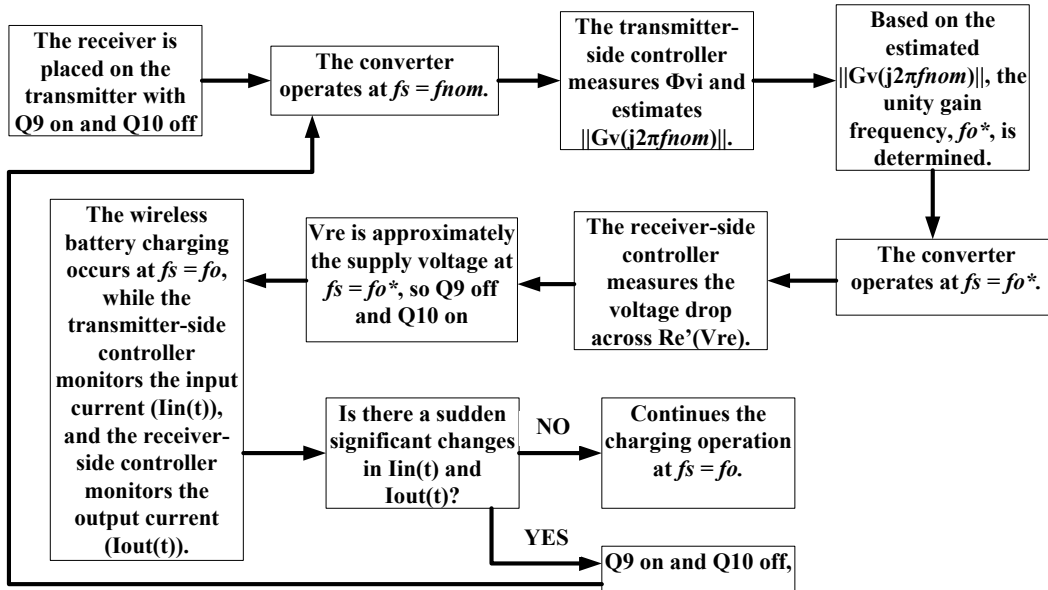 The receiver is
placed on the
transmitter with
Q9 on and Q10 off
The converter
operates at fs = fnom.
The transmitter-
side controller
measures Φvi and
estimates
||Gv(j2πfnom)||.
Based on the
estimated
||Gv(j2πfnom)||, the
unity gain
frequency, fo*, is
determined.
The converter
operates at fs = fo*.
The receiver-side
controller
measures the
voltage drop
across Re’(Vre).
Vre is approximately
the supply voltage at
fs = fo*, so Q9 off
and Q10 on
The wireless
battery charging
occurs at fs = fo,
while the
transmitter-side
controller
monitors the input
current (Iin(t)),
and the receiver-
side controller
monitors the
output current
(Iout(t)).
Is there a sudden
significant changes
in Iin(t) and
Iout(t)?
NO
Continues the
charging operation
at fs = fo.
YES
Q9 on and Q10 off,